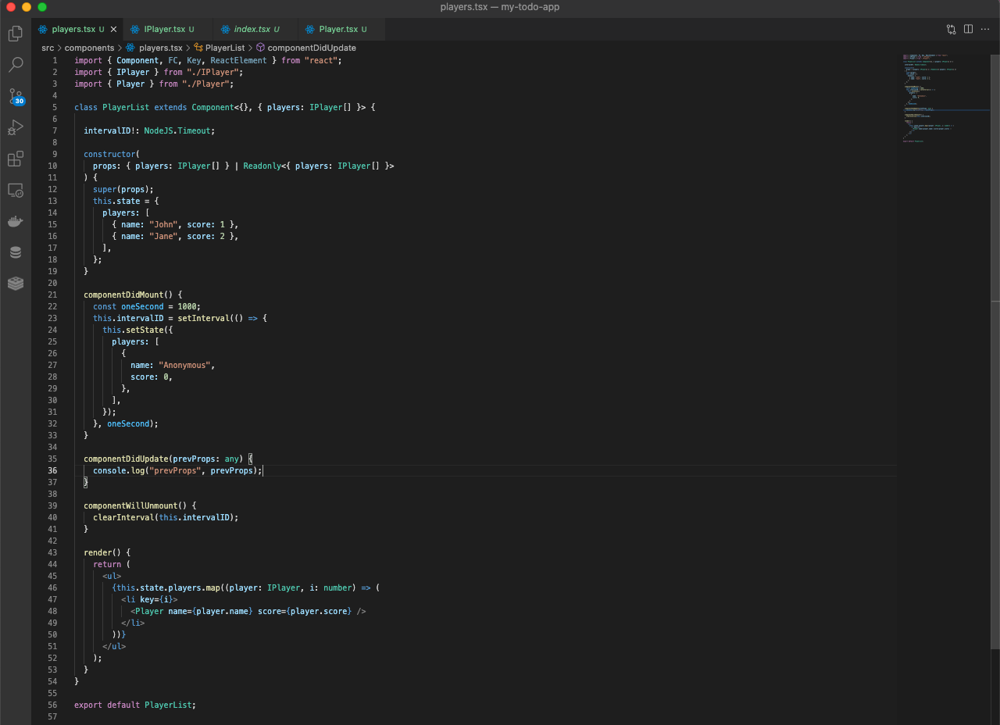 players.tsx — my-todo-app
players.tsx U IPlayer.tsx U index.tsx U Player.tsx U
src > components > players.tsx > PlayerList > componentDidUpdate
30
1 import { Component, FC, Key, ReactElement } from "react";
2 import { IPlayer } from "./IPlayer";
3 import { Player } from "./Player";
4
5 class PlayerList extends Component<{}, { players: IPlayer[] }> {
6
7 intervalID!: NodeJS.Timeout;
8
9 constructor(
10 props: { players: IPlayer[] } | Readonly<{ players: IPlayer[] }>
11 ) {
12 super(props);
13 this.state = {
14 players: [
15 { name: "John", score: 1 },
16 { name: "Jane", score: 2 },
17 ],
18 };
19 }
20
21 componentDidMount() {
22 const oneSecond = 1000;
23 this.intervalID = setInterval(() => {
24 this.setState({
25 players: [
26 {
27 name: "Anonymous",
28 score: 0,
29 },
30 ],
31 });
32 }, oneSecond);
33 }
34
35 componentDidUpdate(prevProps: any) {
36 console.log("prevProps", prevProps);
37 }
38
39 componentWillUnmount() {
40 clearInterval(this.intervalID);
41 }
42
43 render() {
44 return (
45 <ul>
46 {this.state.players.map((player: IPlayer, i: number) => (
47 <li key={i}>
48 <Player name={player.name} score={player.score} />
49 </li>
50 ))}
51 </ul>
52 );
53 }
54 }
55
56 export default PlayerList;
57